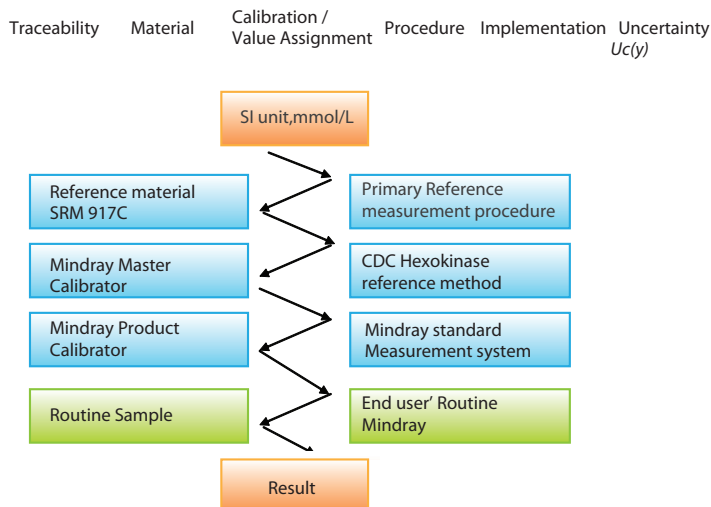 Traceability Material Calibration / Value Assignment Procedure Implementation Uncertainty
Uc(y)
SI unit,mmol/L
Reference material
SRM 917C
Primary Reference
measurement procedure
Mindray Master
Calibrator
CDC Hexokinase
reference method
Mindray Product
Calibrator
Mindray standard
Measurement system
Routine Sample
End user' Routine
Mindray
Result